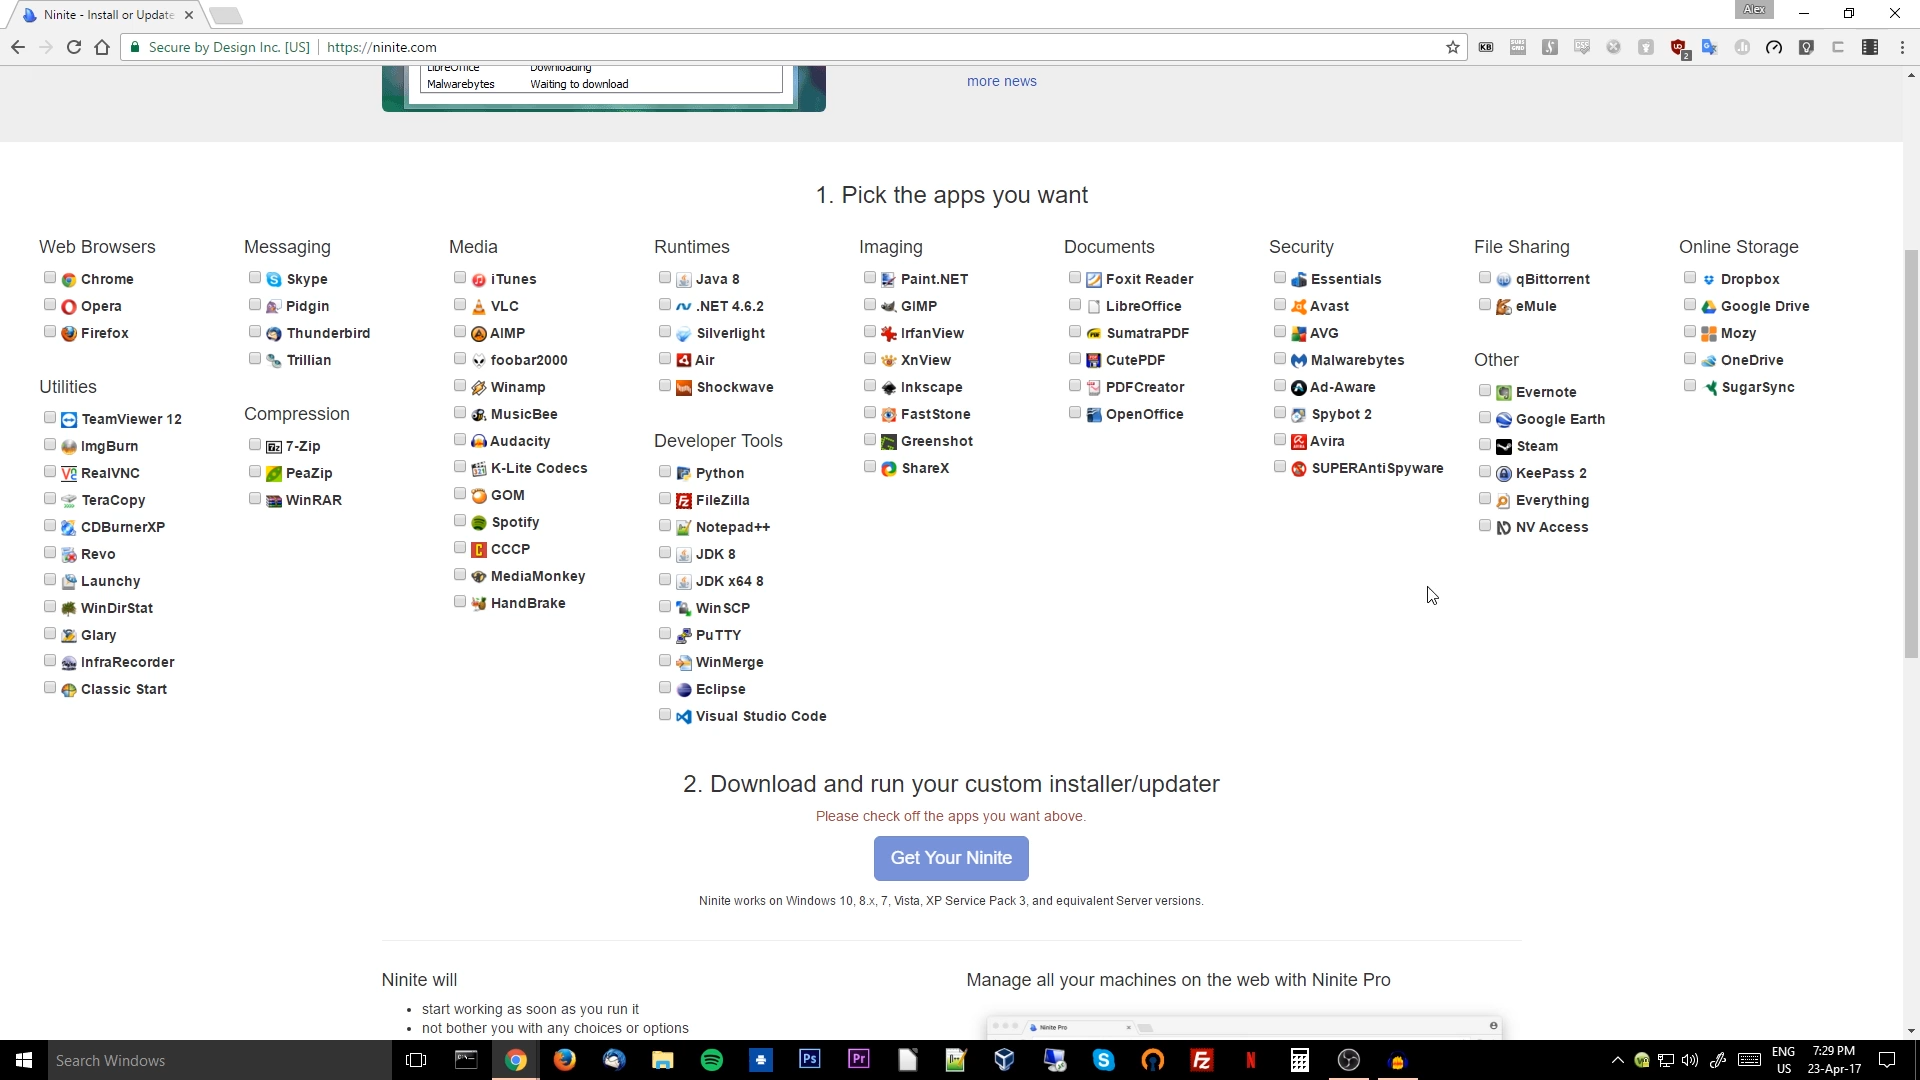 Ninite - Install or Update
Alex
Secure by Design Inc. [US]
https://ninite.com
LibreOffice Downloading
Malwarebytes Waiting to download
more news
1. Pick the apps you want
Web Browsers
Chrome
Opera
Firefox
Utilities
TeamViewer 12
ImgBurn
RealVNC
TeraCopy
CDBurnerXP
Revo
Launchy
WinDirStat
Glary
InfraRecorder
Classic Start
Messaging
Skype
Pidgin
Thunderbird
Trillian
Compression
7-Zip
PeaZip
WinRAR
Media
iTunes
VLC
AIMP
foobar2000
Winamp
MusicBee
Audacity
K-Lite Codecs
GOM
Spotify
CCCP
MediaMonkey
HandBrake
Runtimes
Java 8
.NET 4.6.2
Silverlight
Air
Shockwave
Developer Tools
Python
FileZilla
Notepad++
JDK 8
JDK x64 8
WinSCP
PuTTY
WinMerge
Eclipse
Visual Studio Code
Imaging
Paint.NET
GIMP
IrfanView
XnView
Inkscape
FastStone
Greenshot
ShareX
Documents
Foxit Reader
LibreOffice
SumatraPDF
CutePDF
PDFCreator
OpenOffice
Security
Essentials
Avast
AVG
Malwarebytes
Ad-Aware
Spybot 2
Avira
SUPERAntiSpyware
File Sharing
qBittorrent
eMule
Other
Evernote
Google Earth
Steam
KeePass 2
Everything
NV Access
Online Storage
Dropbox
Google Drive
Mozy
OneDrive
SugarSync
2. Download and run your custom installer/updater
Please check off the apps you want above.
Get Your Ninite
Ninite works on Windows 10, 8.x, 7, Vista, XP Service Pack 3, and equivalent Server versions.
Ninite will
• start working as soon as you run it
• not bother you with any choices or options
Manage all your machines on the web with Ninite Pro
Ninite Pro
Search Windows
ENG
US
7:29 PM
23-Apr-17